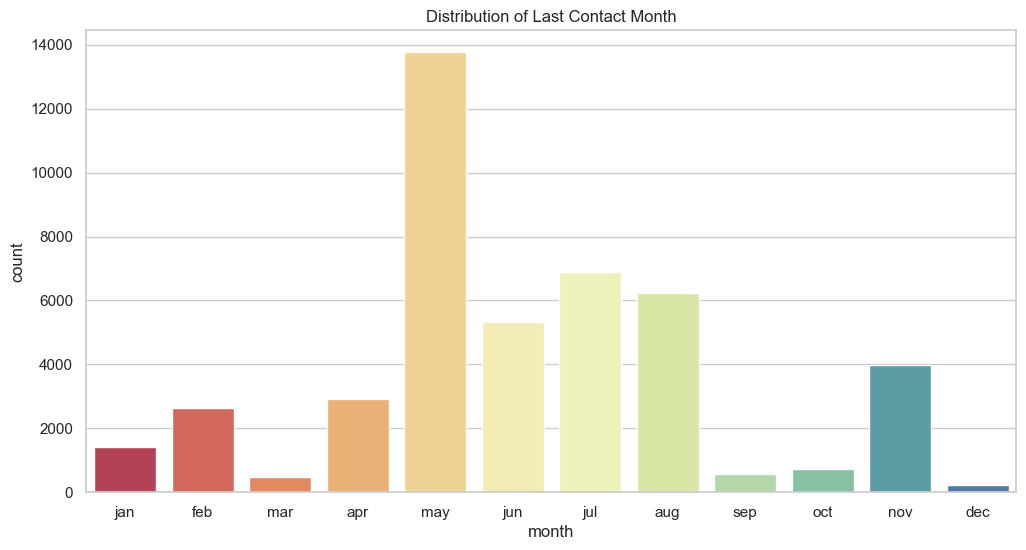 Distribution of Last Contact Month
14000
12000
10000
8000
6000
4000
2000
0
count
jan feb mar apr may jun jul aug sep oct nov dec
month